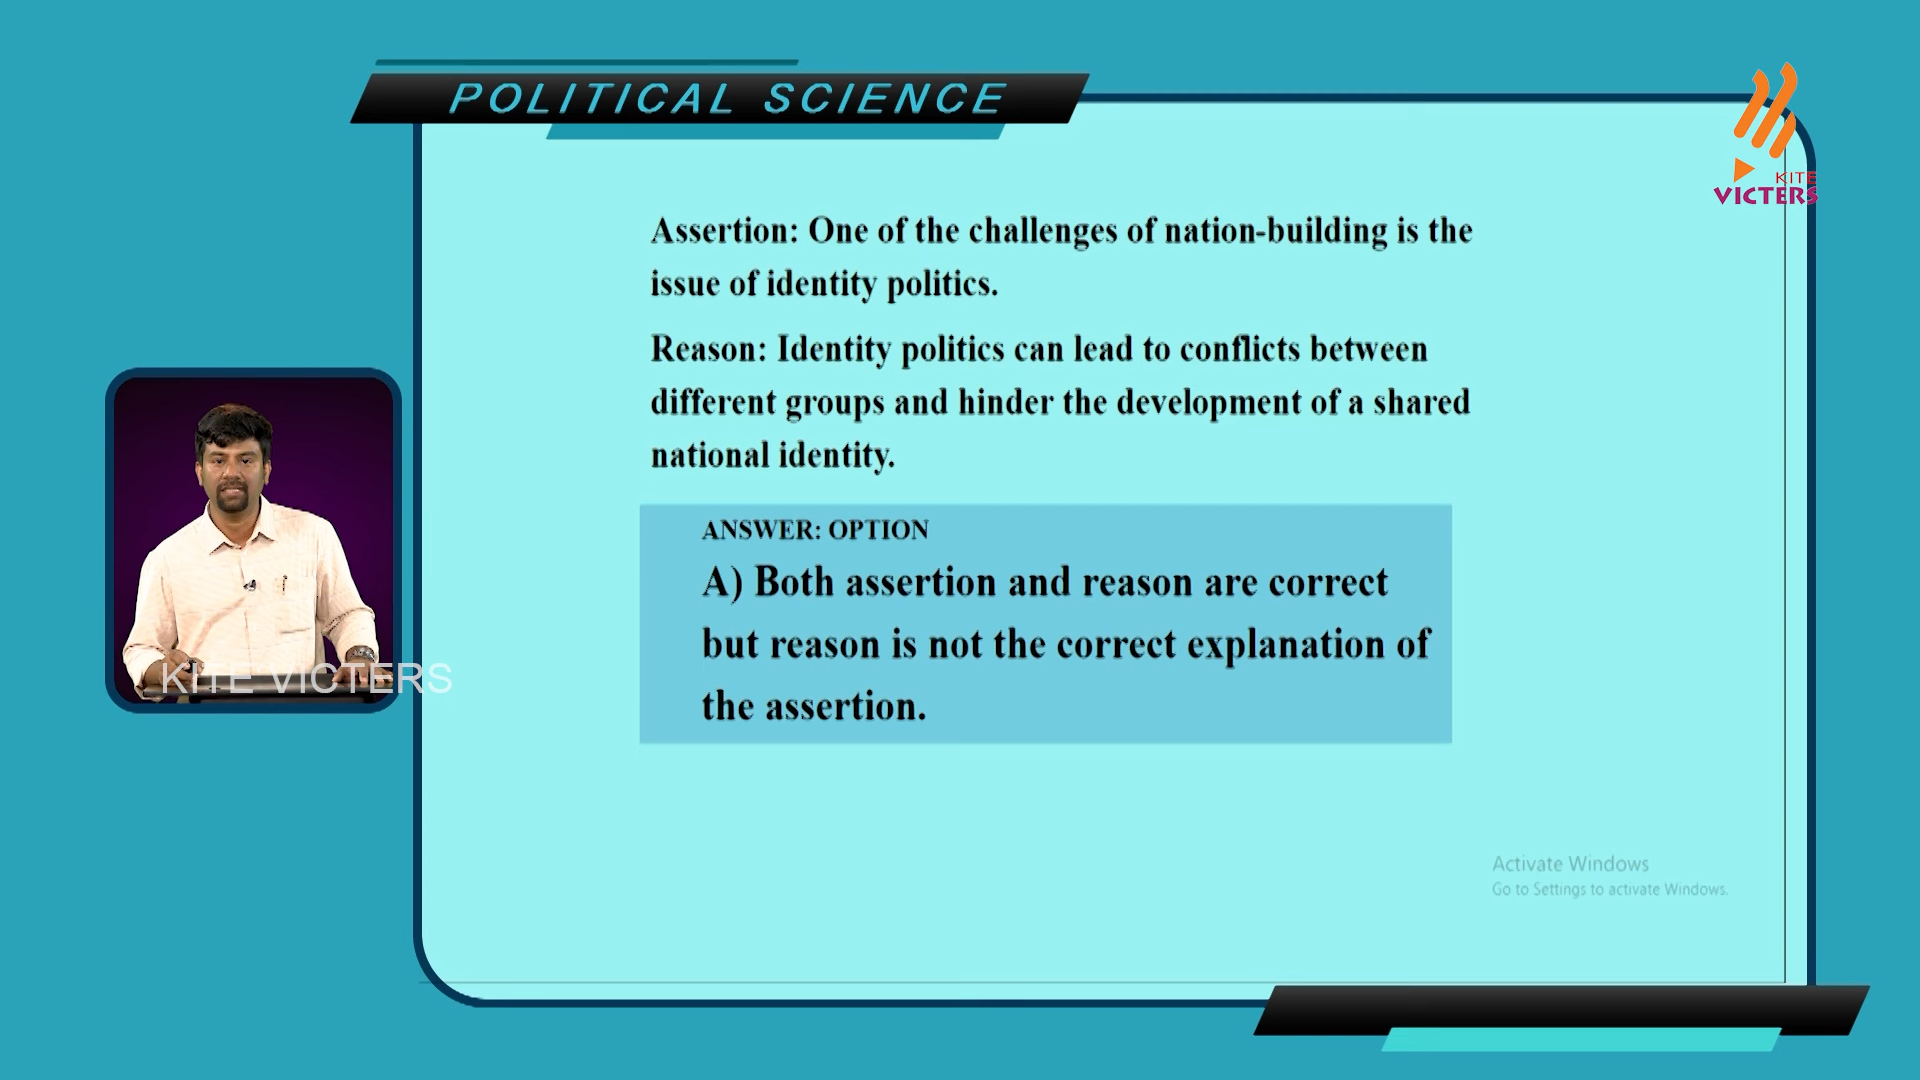 POLITICAL SCIENCE
KITE
VICTERS
Assertion: One of the challenges of nation-building is the
issue of identity politics.
Reason: Identity politics can lead to conflicts between
different groups and hinder the development of a shared
national identity.
ANSWER: OPTION
A) Both assertion and reason are correct
but reason is not the correct explanation of
the assertion.
KITE VICTERS
Activate Windows
Go to Settings to activate Windows.